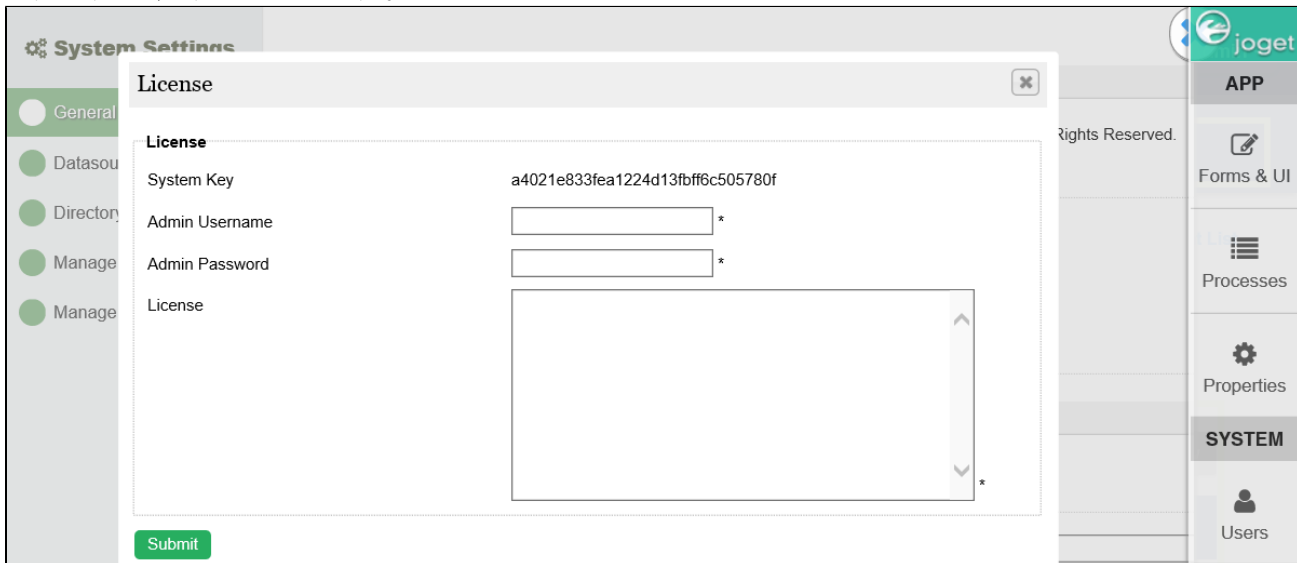 System Settings
joget
License
APP
General
License
Rights Reserved.
Datasou
System Key
a4021e833fea1224d13fbff6c505780f
Forms & UI
Directory
Admin Username
*
Manage
Admin Password
*
Processes
Manage
License
Properties
SYSTEM
*
Users
Submit